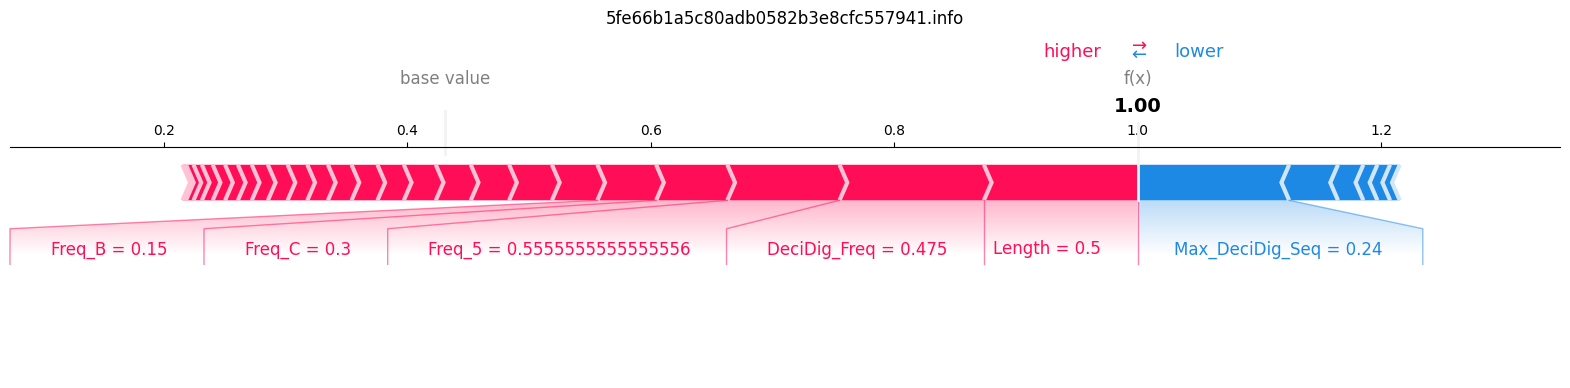 5fe66b1a5c80adb0582b3e8cfc557941.info
higher ⇄ lower
base value f(x)
1.00
0.2 0.4 0.6 0.8 1.0 1.2
Freq_B = 0.15 Freq_C = 0.3 Freq_5 = 0.5555555555555556 DeciDig_Freq = 0.475 Length = 0.5 Max_DeciDig_Seq = 0.24